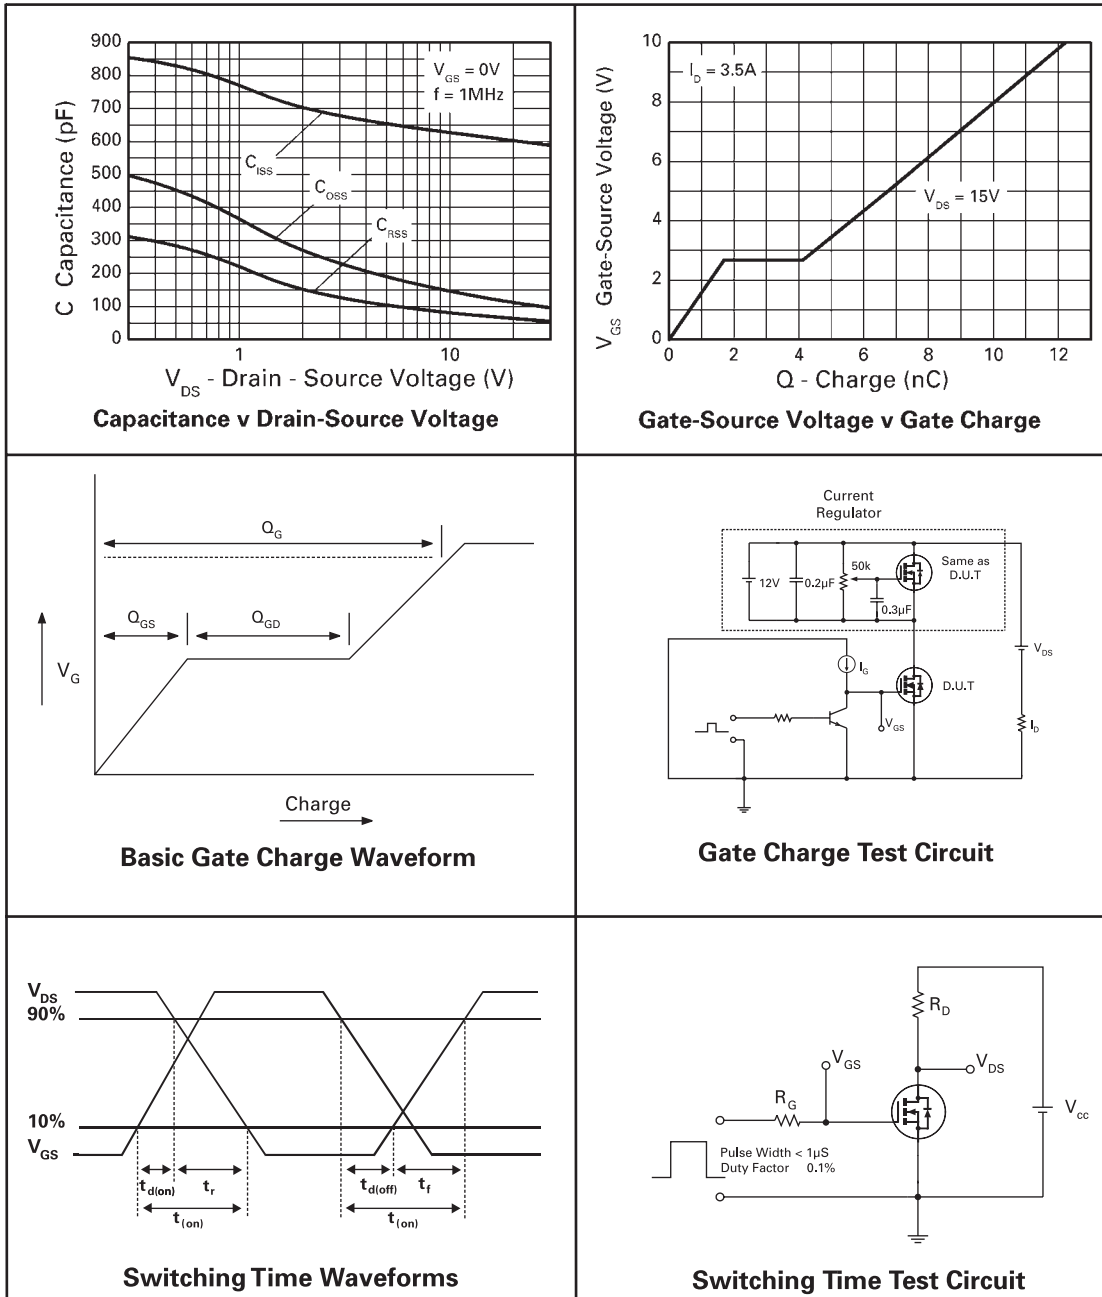 900
800
700
600
500
400
300
200
100
0
C Capacitance (pF)
V_GS = 0V
f = 1MHz
C_ISS
C_OSS
C_RSS
1
10
V_DS - Drain - Source Voltage (V)
Capacitance v Drain-Source Voltage
10
8
6
4
2
0
V_GS Gate-Source Voltage (V)
I_D = 3.5A
V_DS = 15V
0 2 4 6 8 10 12
Q - Charge (nC)
Gate-Source Voltage v Gate Charge
Q_G
Q_GS
Q_GD
V_G
Charge
Basic Gate Charge Waveform
Current
Regulator
12V
0.2µF
50k
Same as
D.U.T
0.3µF
V_DS
I_G
D.U.T
V_GS
I_D
Gate Charge Test Circuit
V_DS
90%
10%
V_GS
t_d(on)
t_r
t_(on)
t_d(off)
t_f
t_(on)
Switching Time Waveforms
R_D
V_GS
V_DS
R_G
V_cc
Pulse Width < 1µS
Duty Factor 0.1%
Switching Time Test Circuit